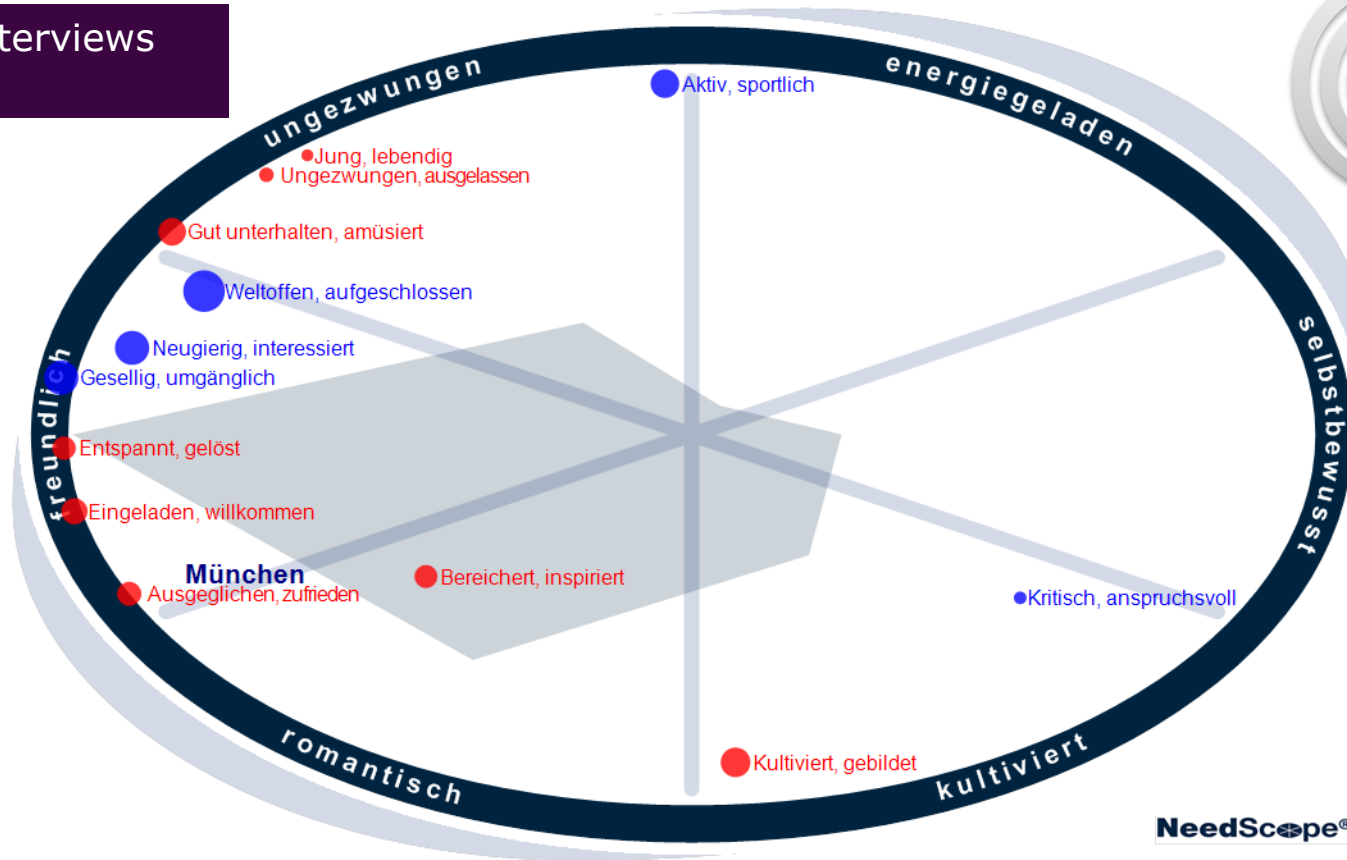 terviews
ungezwungen
energiegeladen
Aktiv, sportlich
Jung, lebendig
Ungezwungen, ausgelassen
Gut unterhalten, amüsiert
Weltoffen, aufgeschlossen
selbstbewusst
Neugierig, interessiert
freundlich
Gesellig, umgänglich
Entspannt, gelöst
Eingeladen, willkommen
München
Bereichert, inspiriert
Ausgeglichen, zufrieden
Kritisch, anspruchsvoll
romantisch
Kultiviert, gebildet
kultiviert
NeedScope®